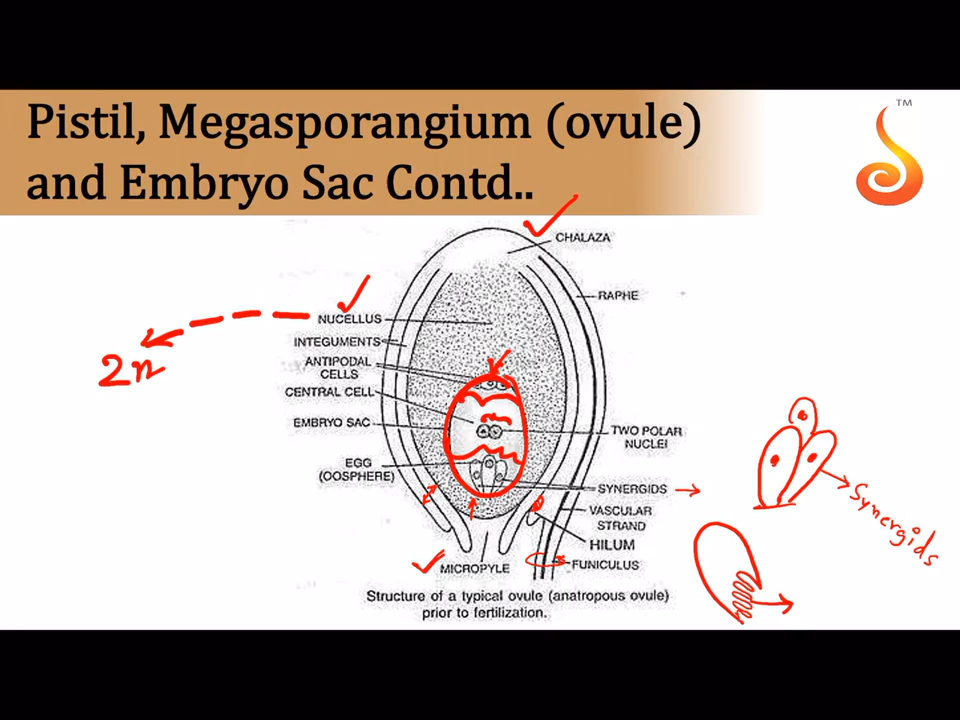 Pistil, Megasporangium (ovule)
and Embryo Sac Contd..
TM
CHALAZA
RAPHE
NUCELLUS
INTEGUMENTS
ANTIPODAL
CELLS
CENTRAL CELL
EMBRYO SAC
TWO POLAR
NUCLEI
EGG
(OOSPHERE)
SYNERGIDS
VASCULAR
STRAND
HILUM
FUNICULUS
MICROPYLE
2n
Synergids
Structure of a typical ovule (anatropous ovule)
prior to fertilization.